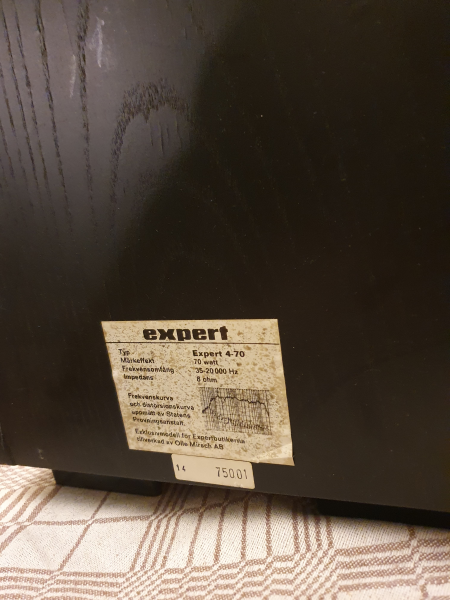 expert
Typ Expert 4-70
Märkeffekt 70 watt
Frekvensomfång 35-20 000 Hz
Impedans 8 ohm
Frekvenskurva
och distorsionskurva
uppmätt av Statens
Provningsanstalt.
Exklusivmodell för Expertbutikerna
tillverkad av Olle Mirsch AB
14 75001